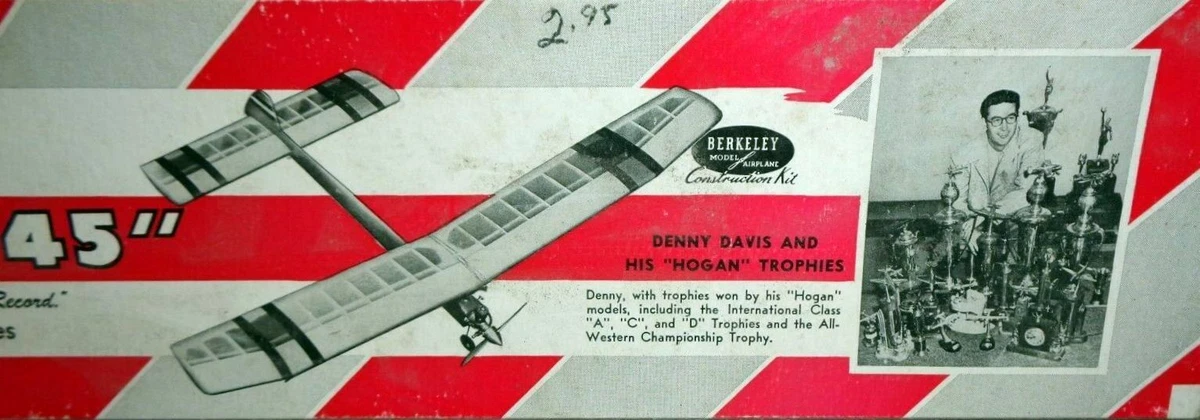 2.95
BERKELEY
MODEL of AIRPLANE
Construction Kit
45"
DENNY DAVIS AND
HIS "HOGAN" TROPHIES
Record."
es
Denny, with trophies won by his "Hogan"
models, including the International Class
"A", "C", and "D" Trophies and the All-
Western Championship Trophy.